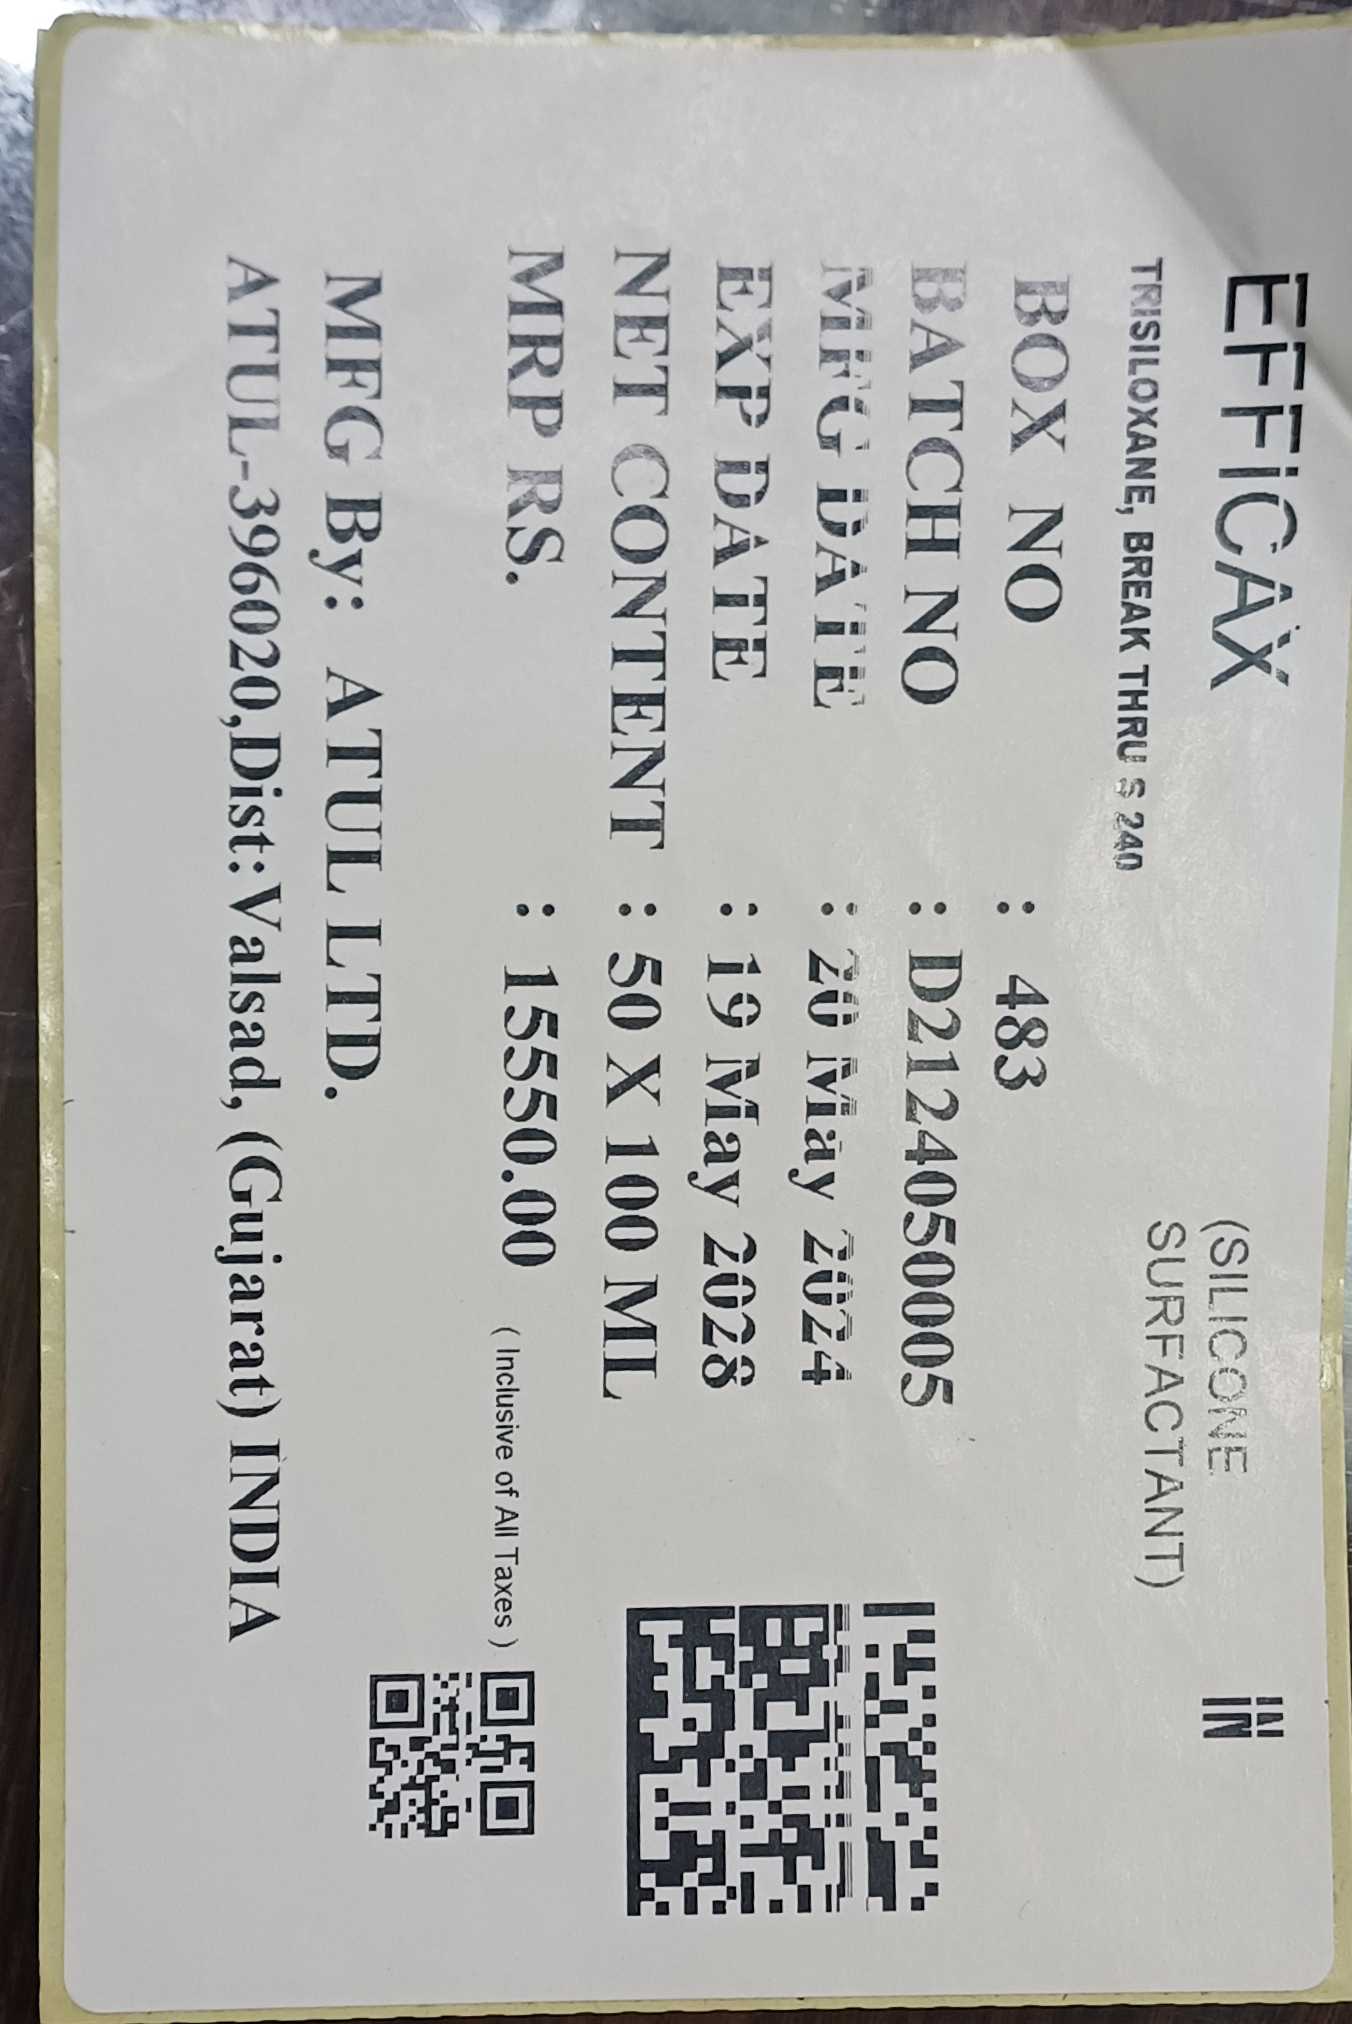 EFFICAX
(SILICONE
SURFACTANT)
IN
TRISILOXANE, BREAK THRU S 240
BOX NO : 483
BATCH NO : D2124050005
MFG DATE : 20 May 2024
EXP DATE : 19 May 2028
NET CONTENT : 50 X 100 ML
MRP RS. : 15550.00 ( Inclusive of All Taxes )
MFG By: ATUL LTD.
ATUL-396020,Dist:Valsad, (Gujarat) INDIA